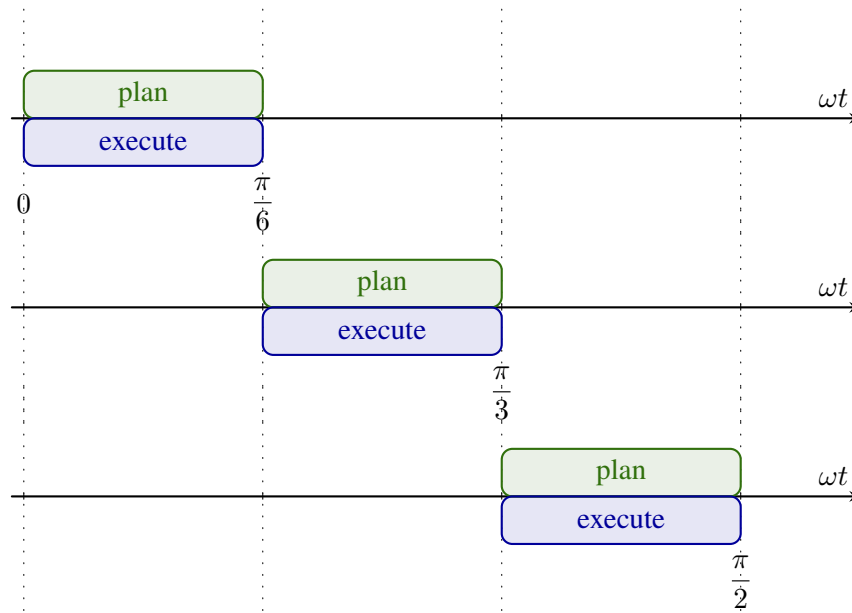 plan
ωt
execute
0
π/6
plan
ωt
execute
π/3
plan
ωt
execute
π/2